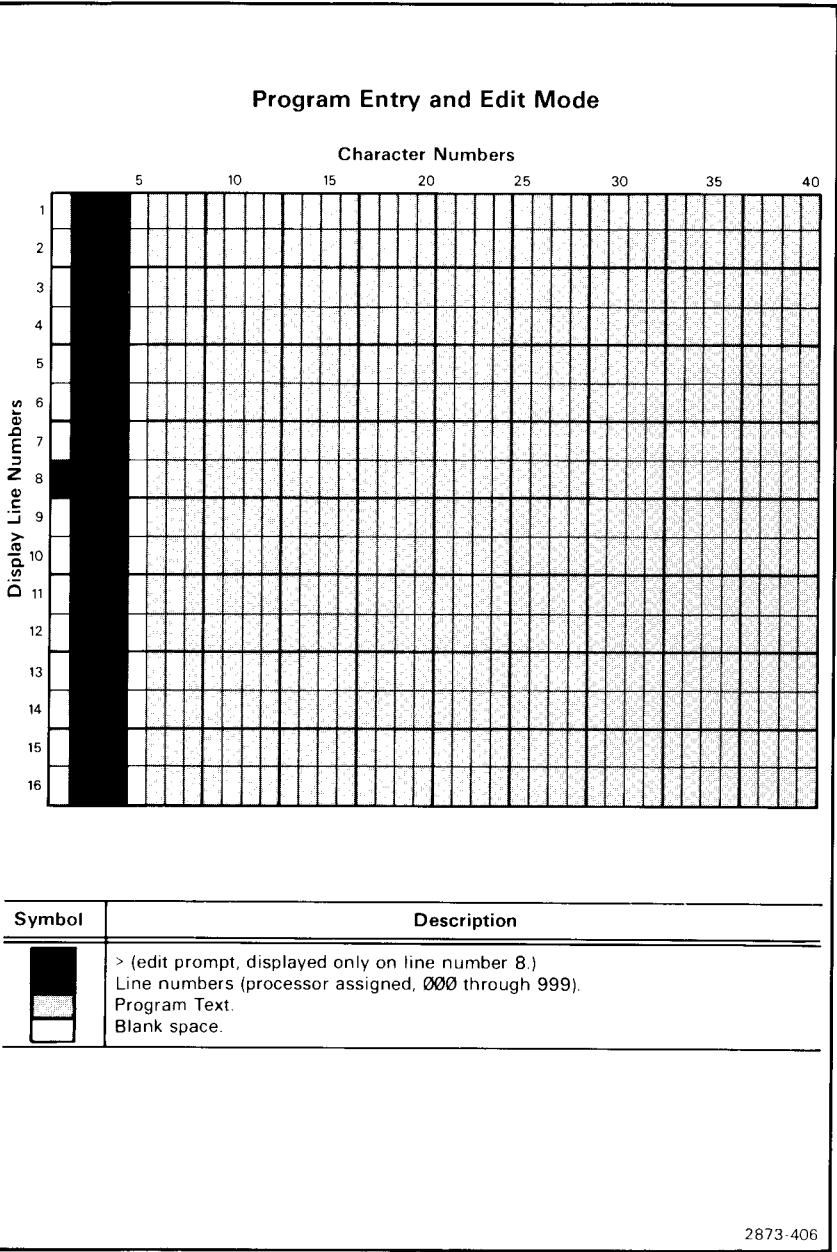 Program Entry and Edit Mode
Character Numbers
5 10 15 20 25 30 35 40
Display Line Numbers
1
2
3
4
5
6
7
8
9
10
11
12
13
14
15
16
Symbol Description
> (edit prompt, displayed only on line number 8.)
Line numbers (processor assigned, ØØØ through 999).
Program Text.
Blank space.
2873-406